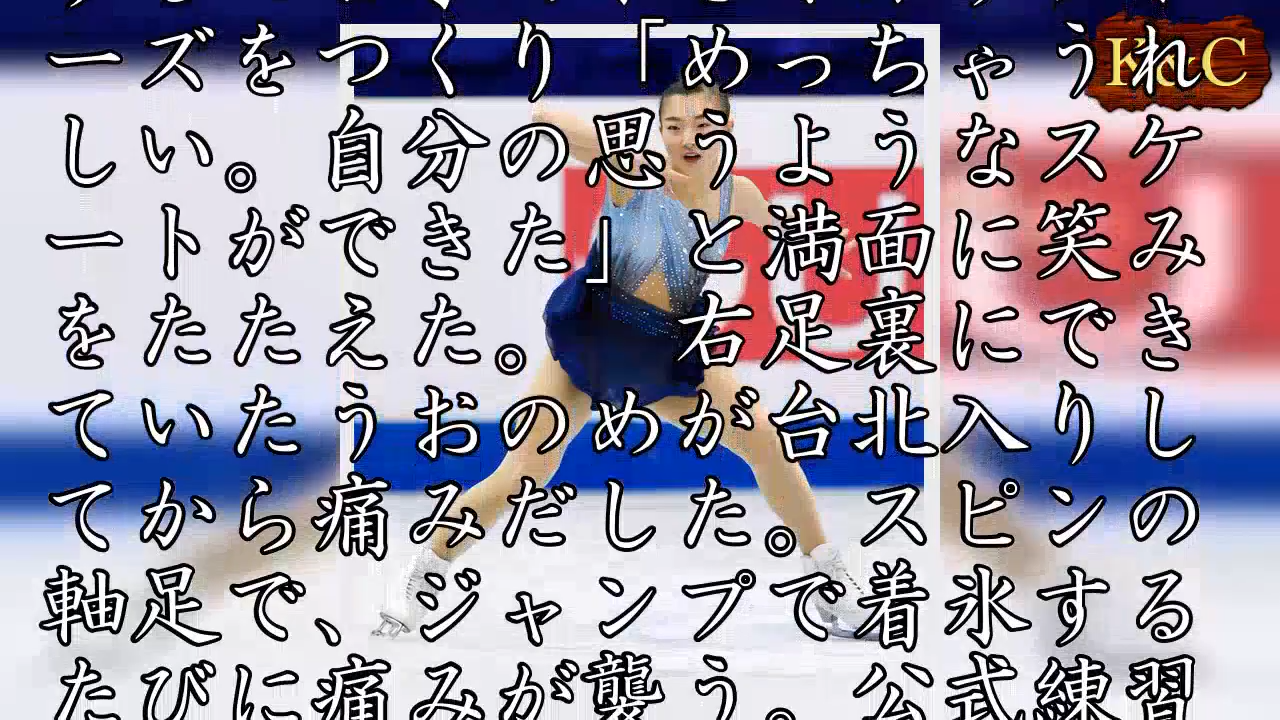 ーズをつくり「めっちゃうれ
しい。自分の思うようなスケ
ートができた」と満面に笑み
をたたえた。　右足裏にでき
ていたうおのめが台北入りし
てから痛みだした。スピンの
軸足で、ジャンプで着氷する
たびに痛みが襲う。公式練習